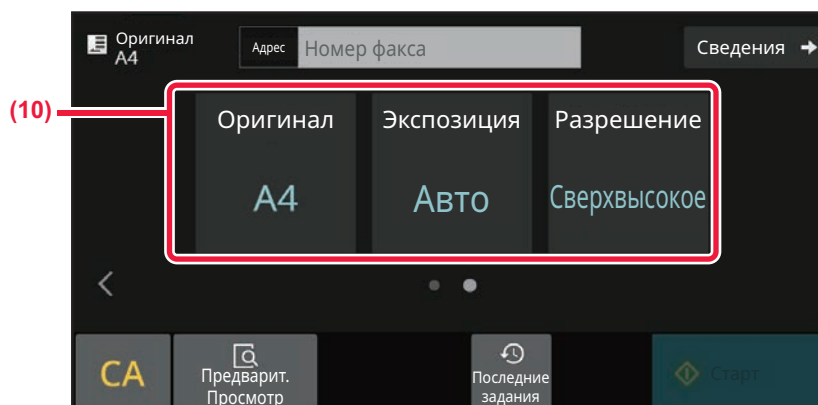 Оригинал
A4
Адрес
Номер факса
Сведения
(10)
Оригинал
Экспозиция
Разрешение
A4
Авто
Сверхвысокое
CA
Предварит.
Просмотр
Последние
задания
Старт